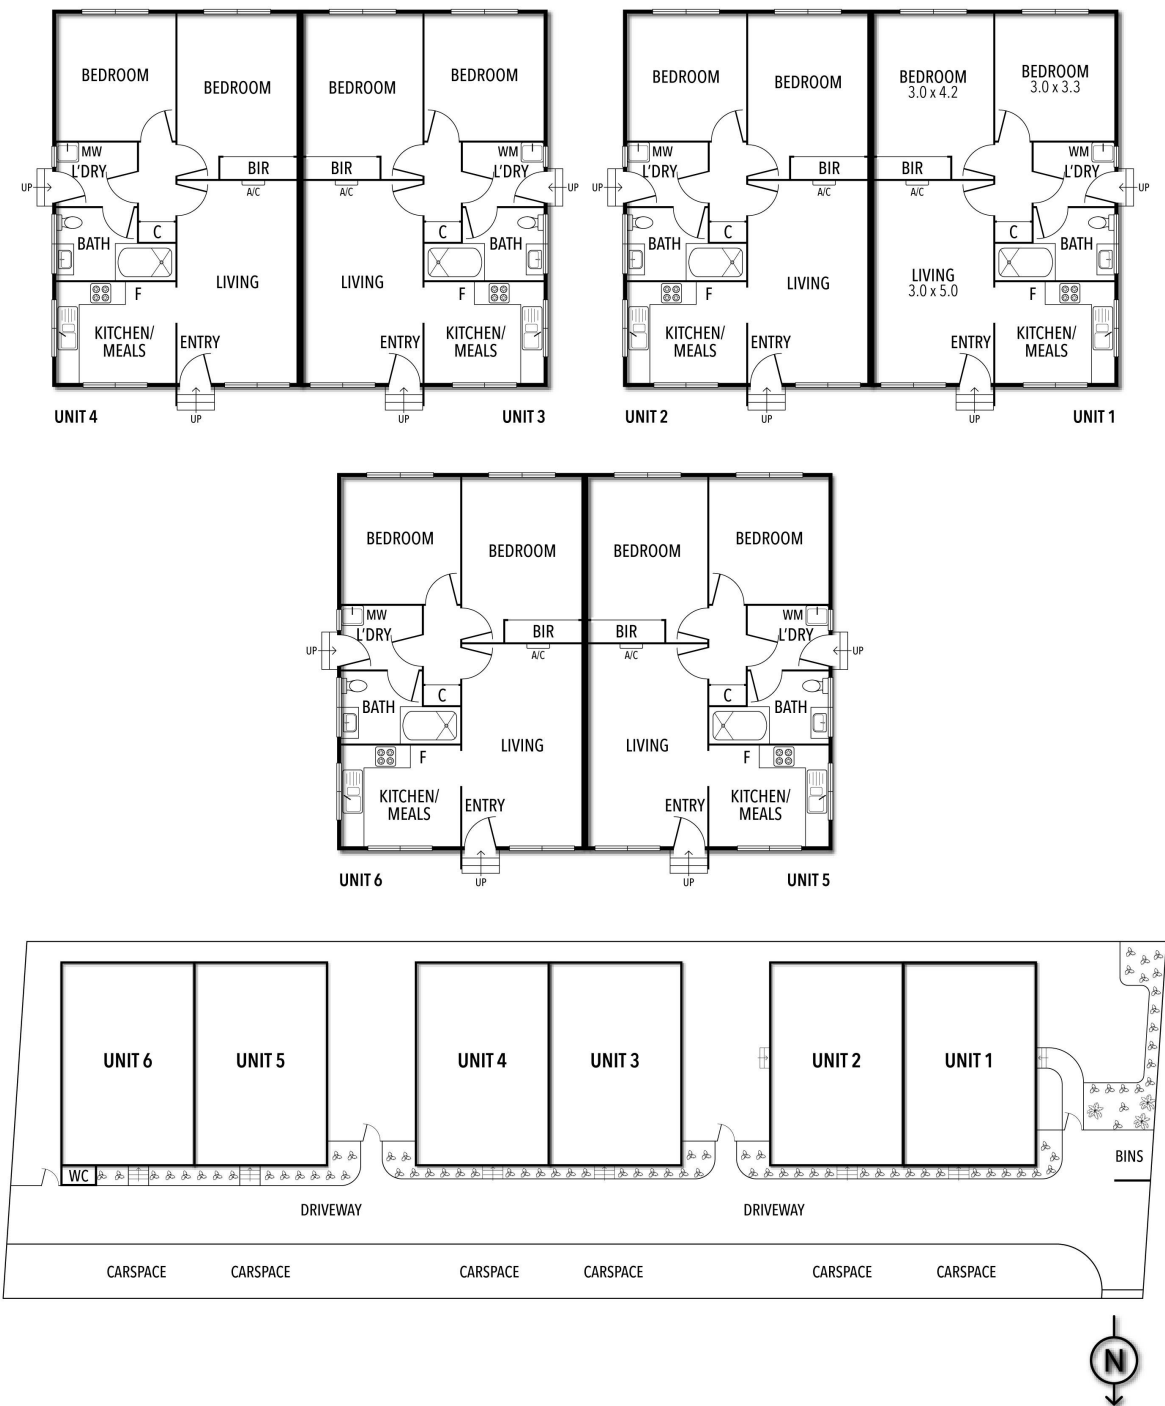 BEDROOM
BEDROOM
BEDROOM
BEDROOM
MW
L'DRY
UP
BIR
A/C
BIR
A/C
WM
L'DRY
UP
BATH
C
LIVING
LIVING
C
BATH
F
KITCHEN/
MEALS
ENTRY
ENTRY
F
KITCHEN/
MEALS
UNIT 4
UP
UP
UNIT 3
BEDROOM
BEDROOM
BEDROOM
3.0 x 4.2
BEDROOM
3.0 x 3.3
MW
L'DRY
UP
BIR
A/C
BIR
A/C
WM
L'DRY
UP
BATH
C
LIVING
LIVING
3.0 x 5.0
C
BATH
F
KITCHEN/
MEALS
ENTRY
ENTRY
F
KITCHEN/
MEALS
UNIT 2
UP
UP
UNIT 1
BEDROOM
BEDROOM
BEDROOM
BEDROOM
MW
L'DRY
UP
BIR
A/C
BIR
A/C
WM
L'DRY
UP
BATH
C
LIVING
LIVING
C
BATH
F
KITCHEN/
MEALS
ENTRY
ENTRY
F
KITCHEN/
MEALS
UNIT 6
UP
UP
UNIT 5
UNIT 6
UNIT 5
UNIT 4
UNIT 3
UNIT 2
UNIT 1
WC
BINS
DRIVEWAY
DRIVEWAY
CARSPACE
CARSPACE
CARSPACE
CARSPACE
CARSPACE
CARSPACE
N